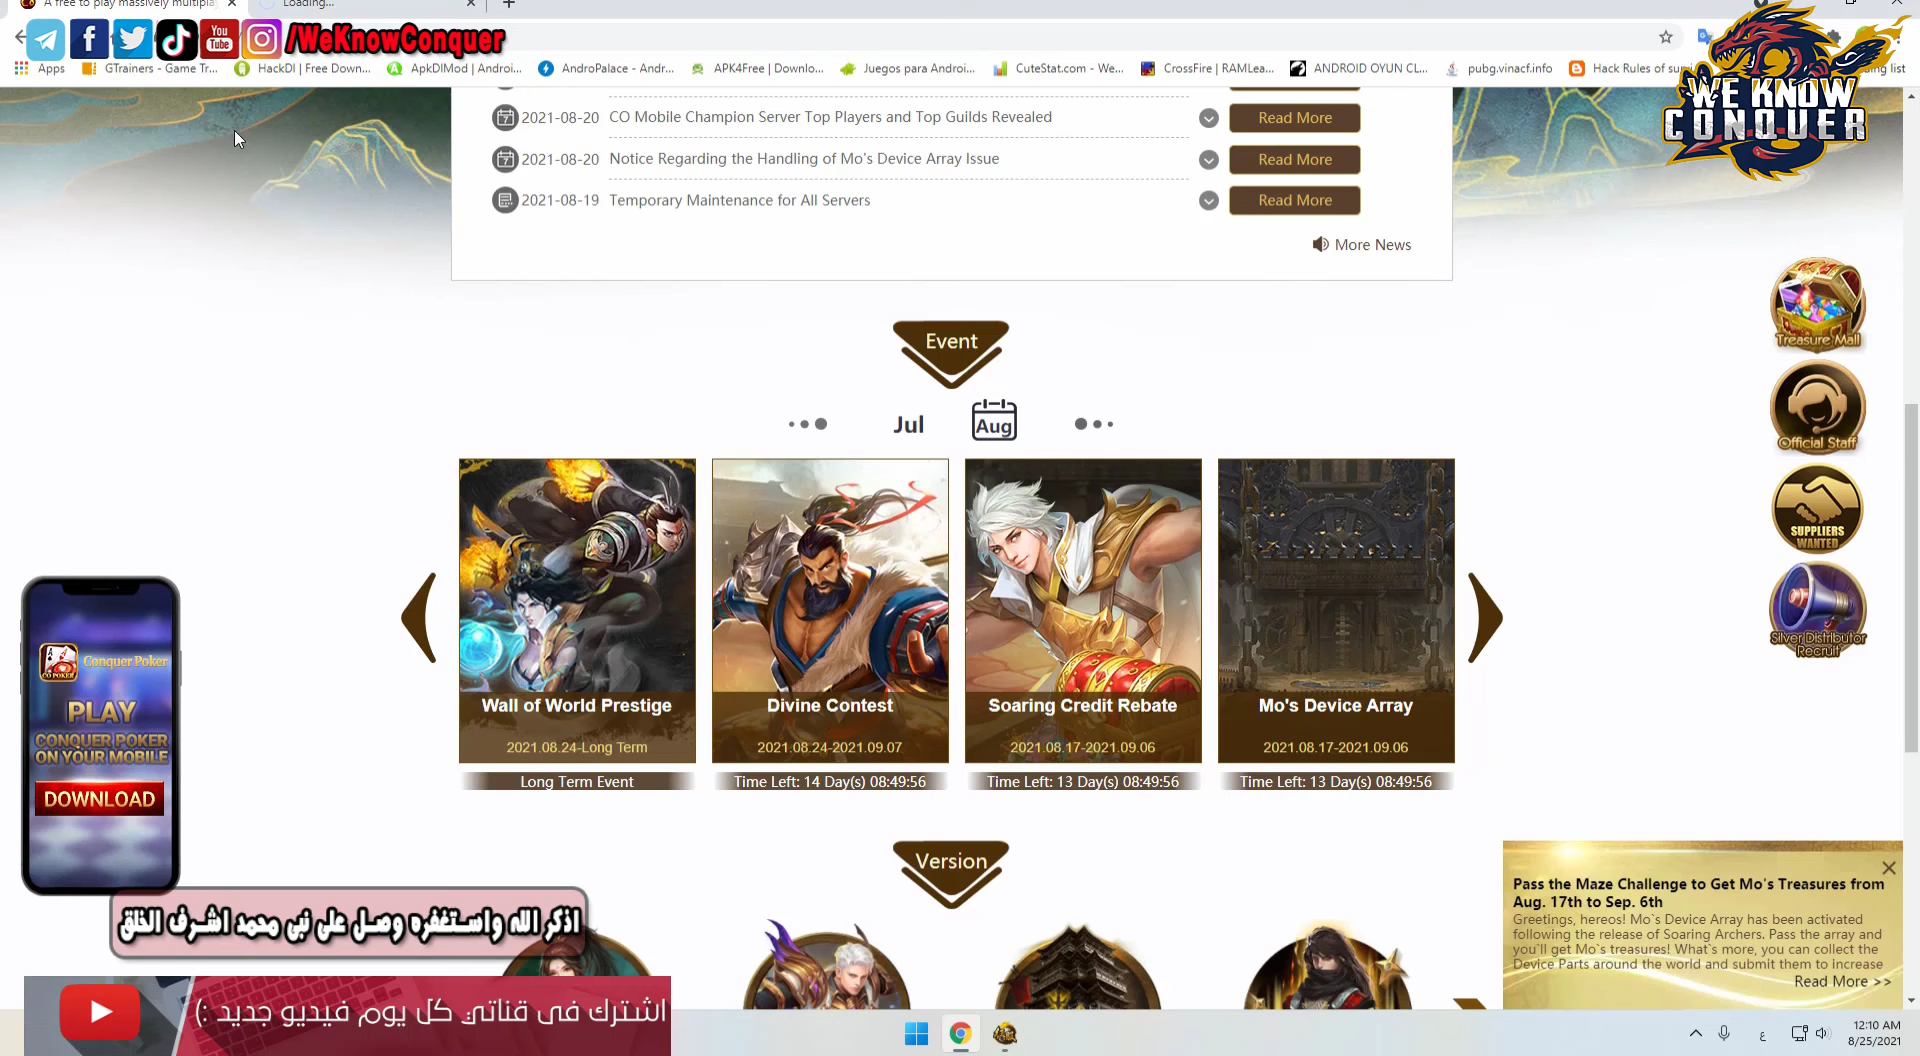 A free to play massively multipla
Loading...
/WeKnowConquer
Apps
GTrainers - Game Tr...
HackDI | Free Down...
ApkDlMod | Androi...
AndroPalace - Andr...
APK4Free | Downlo...
Juegos para Androi...
CuteStat.com - We...
CrossFire | RAMLea...
ANDROID OYUN CL...
pubg.vinacf.info
Hack Rules of
list
WE KNOW
CONQUER
2021-08-20 CO Mobile Champion Server Top Players and Top Guilds Revealed Read More
2021-08-20 Notice Regarding the Handling of Mo's Device Array Issue Read More
2021-08-19 Temporary Maintenance for All Servers Read More
More News
Event
Jul
Aug
Wall of World Prestige
2021.08.24-Long Term
Long Term Event
Divine Contest
2021.08.24-2021.09.07
Time Left: 14 Day(s) 08:49:56
Soaring Credit Rebate
2021.08.17-2021.09.06
Time Left: 13 Day(s) 08:49:56
Mo's Device Array
2021.08.17-2021.09.06
Time Left: 13 Day(s) 08:49:56
Treasure Mall
Official Staff
SUPPLIERS
WANTED
Silver Distributor
Recruit
CO POKER
Conquer Poker
PLAY
CONQUER POKER
ON YOUR MOBILE
DOWNLOAD
Version
Pass the Maze Challenge to Get Mo's Treasures from
Aug. 17th to Sep. 6th
Greetings, hereos! Mo`s Device Array has been activated
following the release of Soaring Archers. Pass the array and
you'll get Mo`s treasures! What`s more, you can collect the
Device Parts around the world and submit them to increase
Read More >>
اذكر الله واستغفره وصل على نبى محمد اشرف الخلق
اشترك فى قناتي كل يوم فيديو جديد :)
ع
12:10 AM
8/25/2021